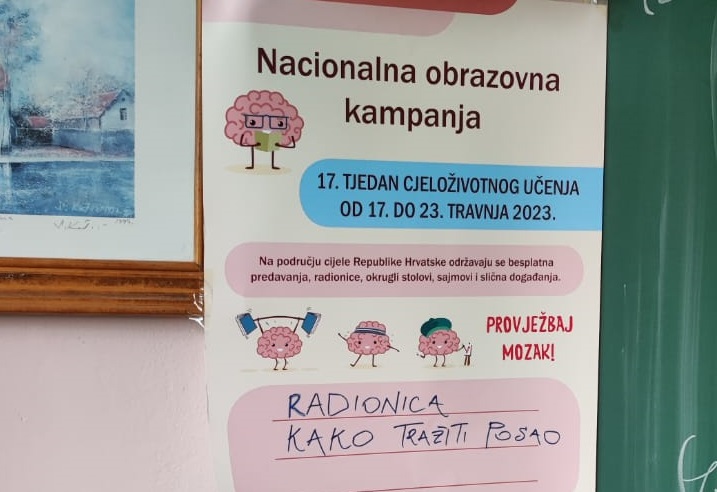 Nacionalna obrazovna
kampanja
17. TJEDAN CJELOŽIVOTNOG UČENJA
OD 17. DO 23. TRAVNJA 2023.
Na području cijele Republike Hrvatske održavaju se besplatna
predavanja, radionice, okrugli stolovi, sajmovi i slična događanja.
PROVJEŽBAJ
MOZAK!
RADIONICA
KAKO TRAŽITI POSAO